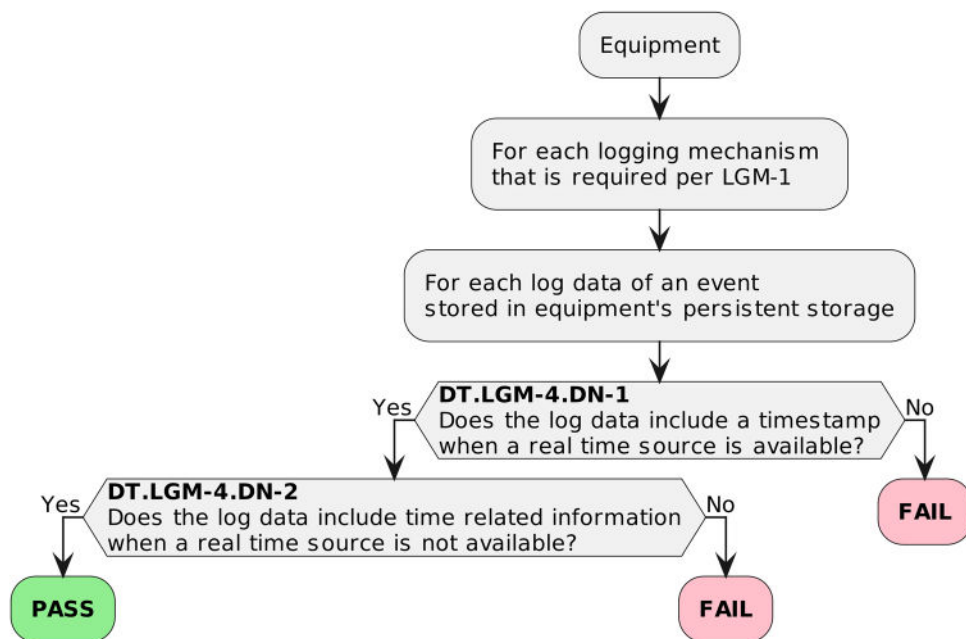 Equipment
For each logging mechanism
that is required per LGM-1
For each log data of an event
stored in equipment's persistent storage
DT.LGM-4.DN-1
Does the log data include a timestamp
when a real time source is available?
Yes
No
DT.LGM-4.DN-2
Does the log data include time related information
when a real time source is not available?
Yes
No
FAIL
PASS
FAIL